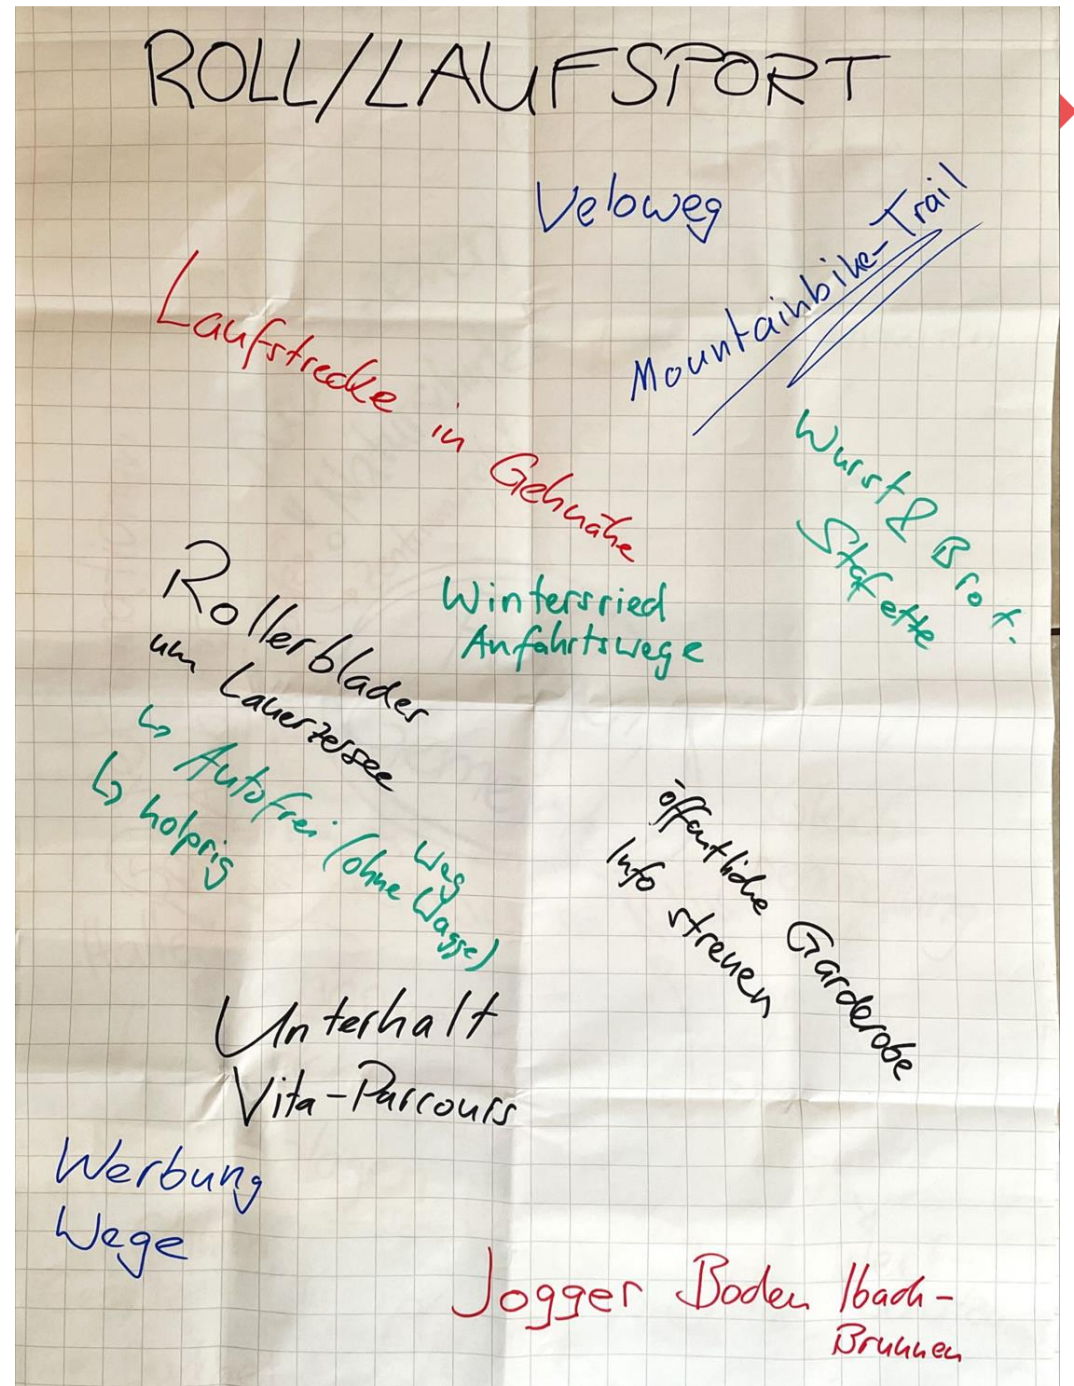 ROLL/LAUFSPORT
Veloweg
Mountainbike-Trail
Laufstrecke in Gehnähe
Wurst & Brot.
Stafette
Wintersried
Anfahrtswege
Rollerblader
um Lauerzersee
↳ Autofrei Weg
(ohne Wagge)
↳ holprig
öffentliche Garderobe
Info streuen
Unterhalt
Vita-Parcours
Werbung
Wege
Jogger Boden Ibach-
Brunnen